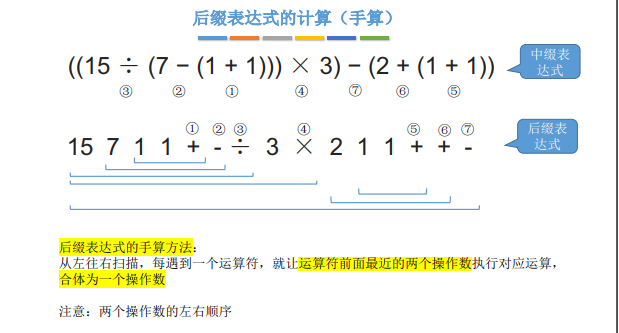 后缀表达式的计算（手算）
((15 ÷ (7 − (1 + 1))) × 3) − (2 + (1 + 1))
中缀表达式
③ ② ① ④ ⑦ ⑥ ⑤
① ② ③ ④ ⑤ ⑥ ⑦
15 7 1 1 + - ÷ 3 × 2 1 1 + + -
后缀表达式
后缀表达式的手算方法：
从左往右扫描，每遇到一个运算符，就让运算符前面最近的两个操作数执行对应运算，
合体为一个操作数
注意：两个操作数的左右顺序